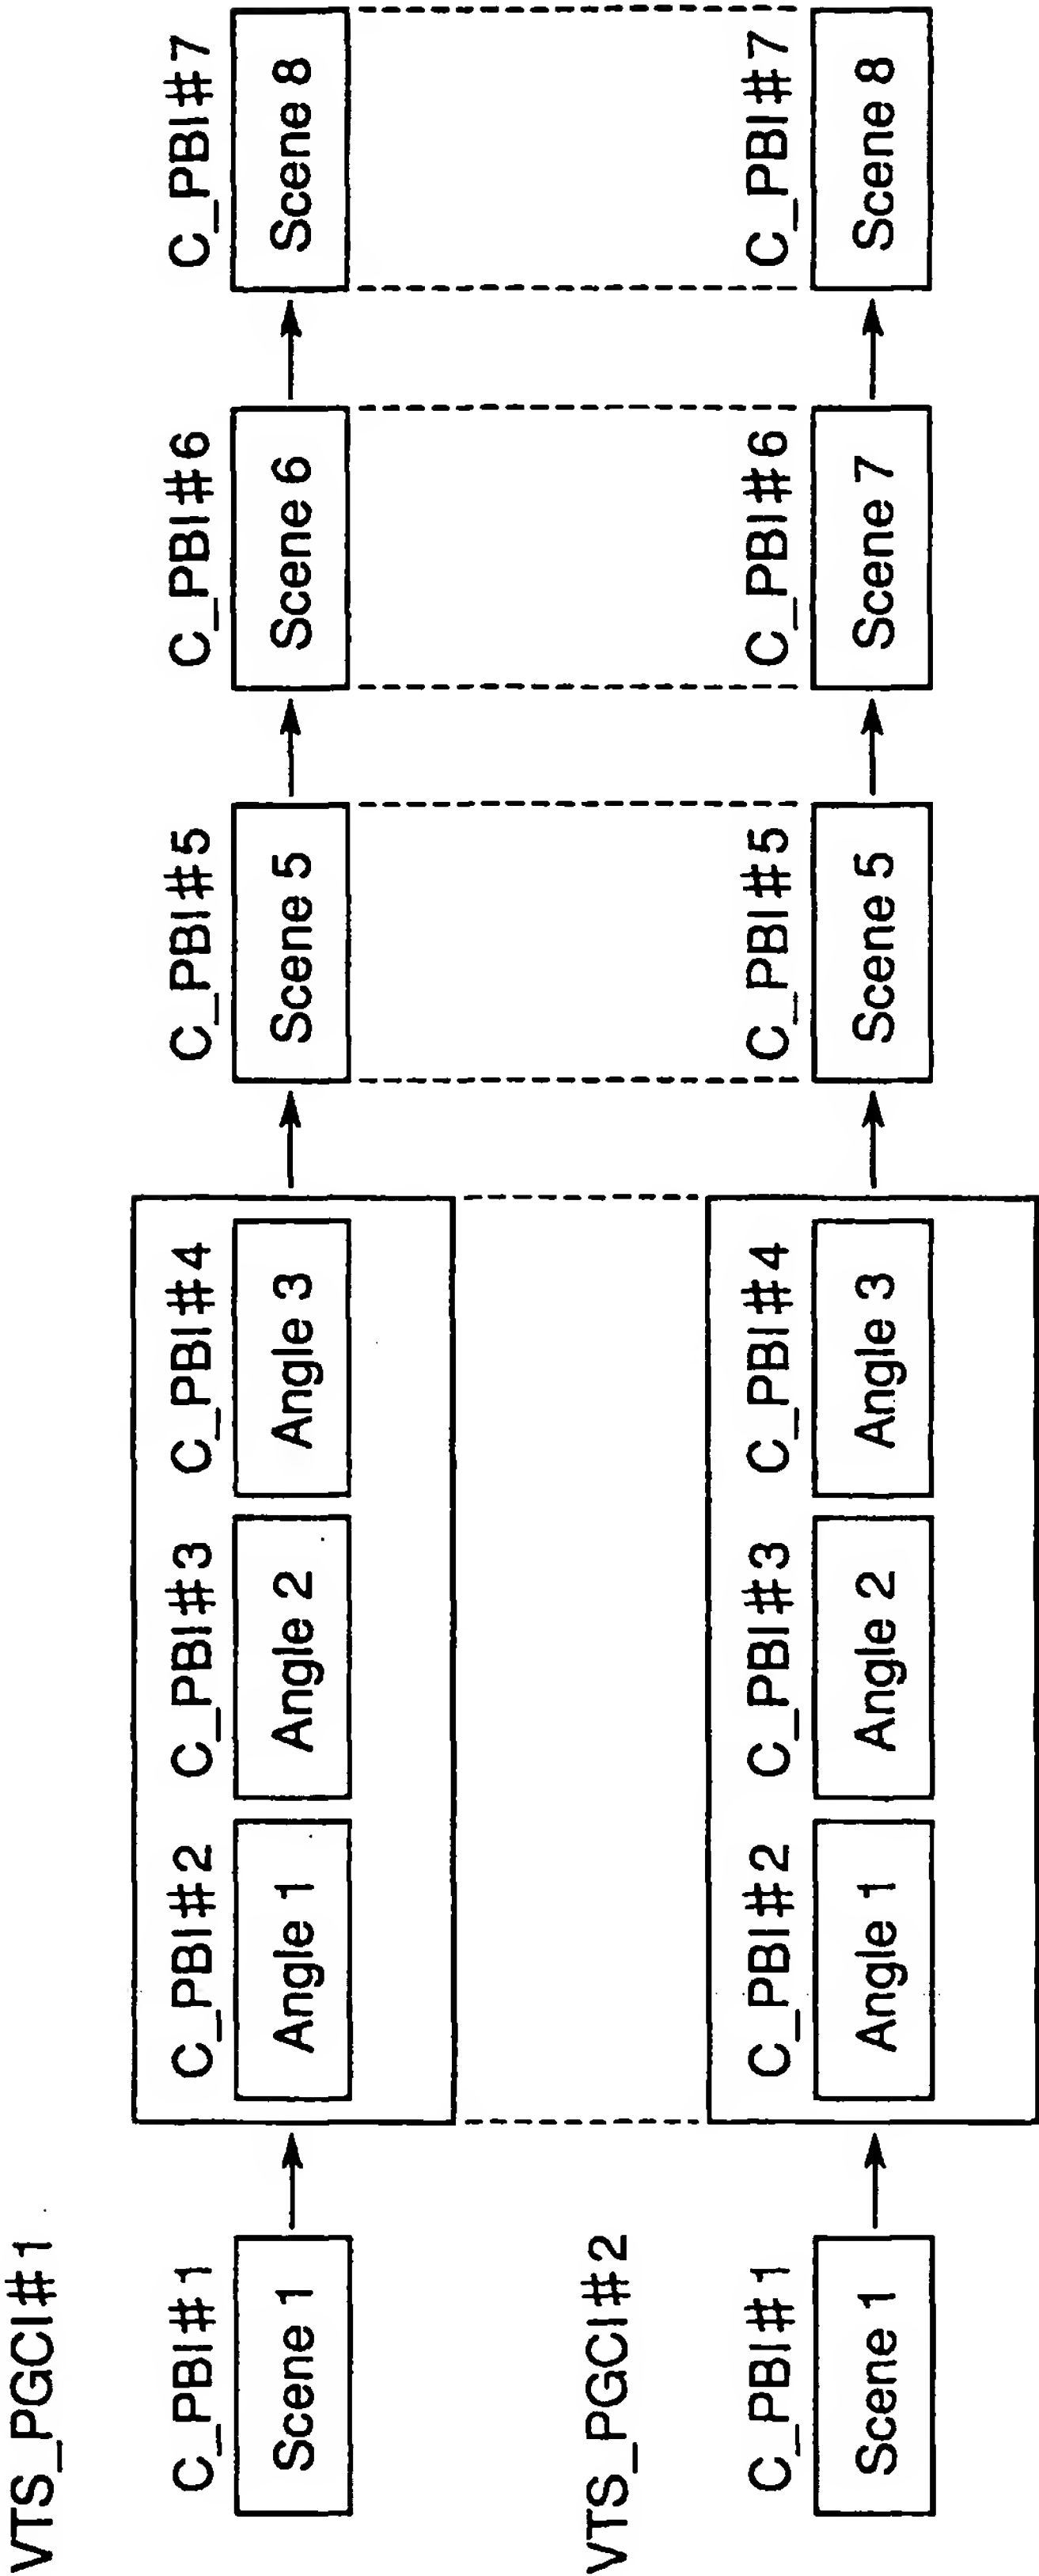 VTS_PGCI#1
C_PBI#1
C_PBI#2
C_PBI#3
C_PBI#4
C_PBI#5
C_PBI#6
C_PBI#7
Scene 1
Angle 1
Angle 2
Angle 3
Scene 5
Scene 6
Scene 8
VTS_PGCI#2
C_PBI#1
C_PBI#2
C_PBI#3
C_PBI#4
C_PBI#5
C_PBI#6
C_PBI#7
Scene 1
Angle 1
Angle 2
Angle 3
Scene 5
Scene 7
Scene 8